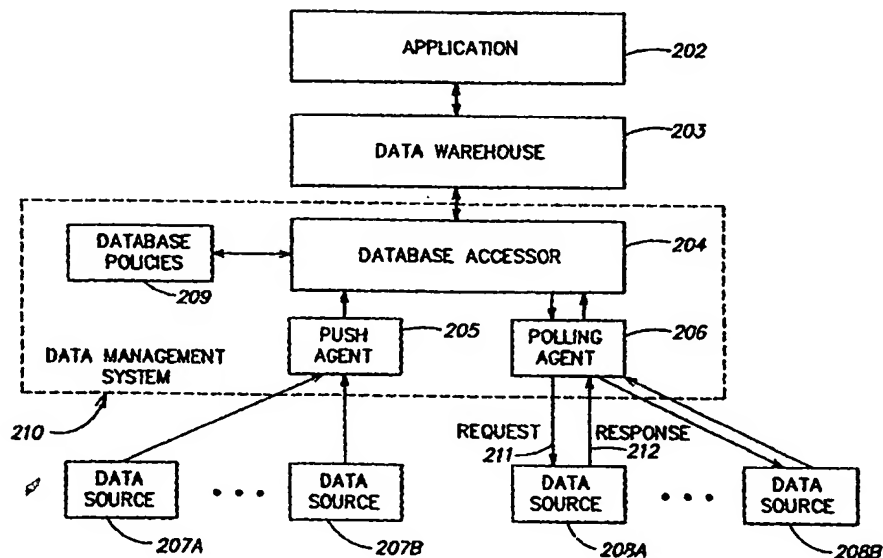 APPLICATION
202
DATA WAREHOUSE
203
DATABASE
POLICIES
209
DATABASE ACCESSOR
204
PUSH
AGENT
205
POLLING
AGENT
206
DATA MANAGEMENT
SYSTEM
210
REQUEST
211
RESPONSE
212
DATA
SOURCE
207A
DATA
SOURCE
207B
DATA
SOURCE
208A
DATA
SOURCE
208B